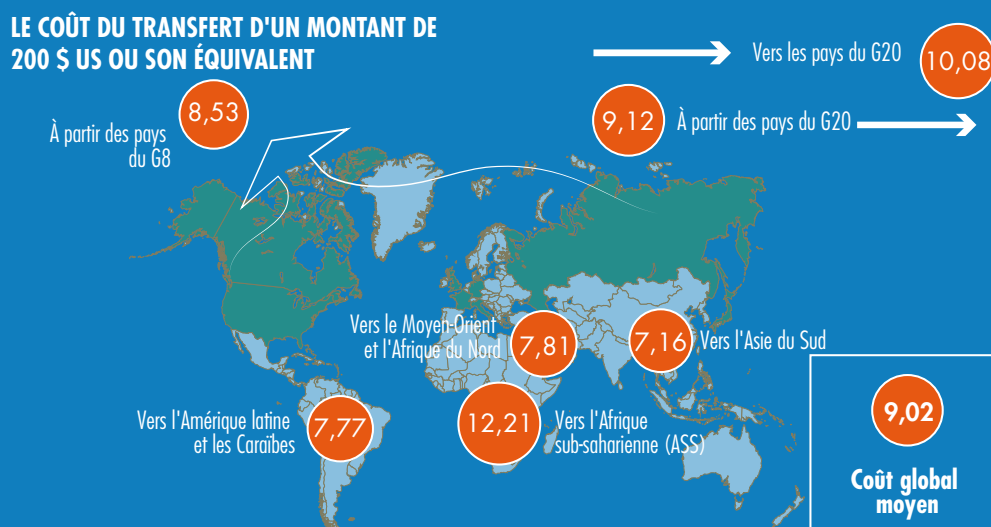 LE COÛT DU TRANSFERT D'UN MONTANT DE
200 $ US OU SON ÉQUIVALENT
Vers les pays du G20
10,08
8,53
À partir des pays
du G8
9,12
À partir des pays du G20
Vers le Moyen-Orient
et l'Afrique du Nord
7,81
7,16
Vers l'Asie du Sud
Vers l'Amérique latine
et les Caraïbes
7,77
12,21
Vers l'Afrique
sub-saharienne (ASS)
9,02
Coût global
moyen